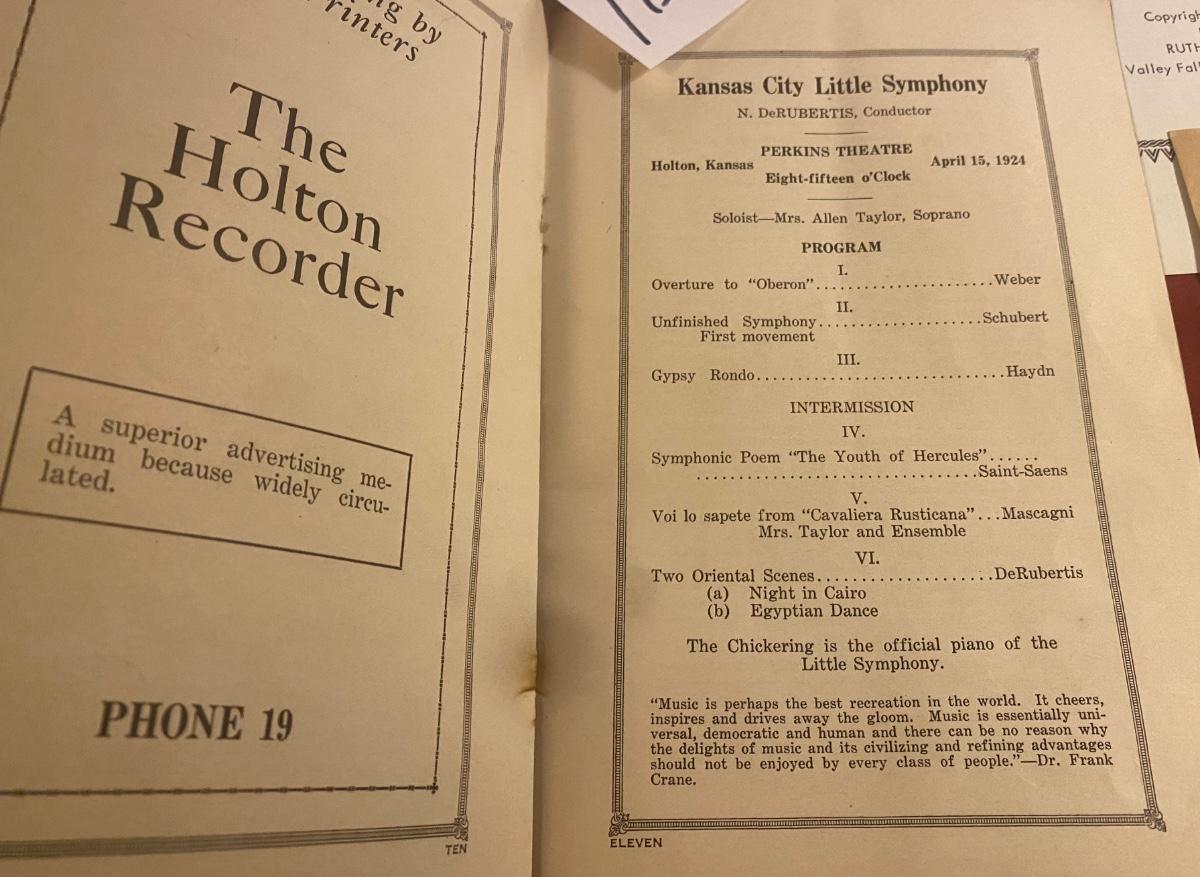 ng by
rinters
The
Holton
Recorder
A superior advertising me-
dium because widely circu-
lated.
PHONE 19
TEN
Kansas City Little Symphony
N. DeRUBERTIS, Conductor
PERKINS THEATRE
Holton, Kansas
April 15, 1924
Eight-fifteen o'Clock
Soloist—Mrs. Allen Taylor, Soprano
PROGRAM
I.
Overture to "Oberon"......................Weber
II.
Unfinished Symphony....................Schubert
First movement
III.
Gypsy Rondo..............................Haydn
INTERMISSION
IV.
Symphonic Poem "The Youth of Hercules"......
..................................Saint-Saens
V.
Voi lo sapete from "Cavaliera Rusticana"...Mascagni
Mrs. Taylor and Ensemble
VI.
Two Oriental Scenes....................DeRubertis
(a) Night in Cairo
(b) Egyptian Dance
The Chickering is the official piano of the
Little Symphony.
"Music is perhaps the best recreation in the world. It cheers,
inspires and drives away the gloom. Music is essentially uni-
versal, democratic and human and there can be no reason why
the delights of music and its civilizing and refining advantages
should not be enjoyed by every class of people."—Dr. Frank
Crane.
ELEVEN
Copyrigh
RUTH
Valley Fal